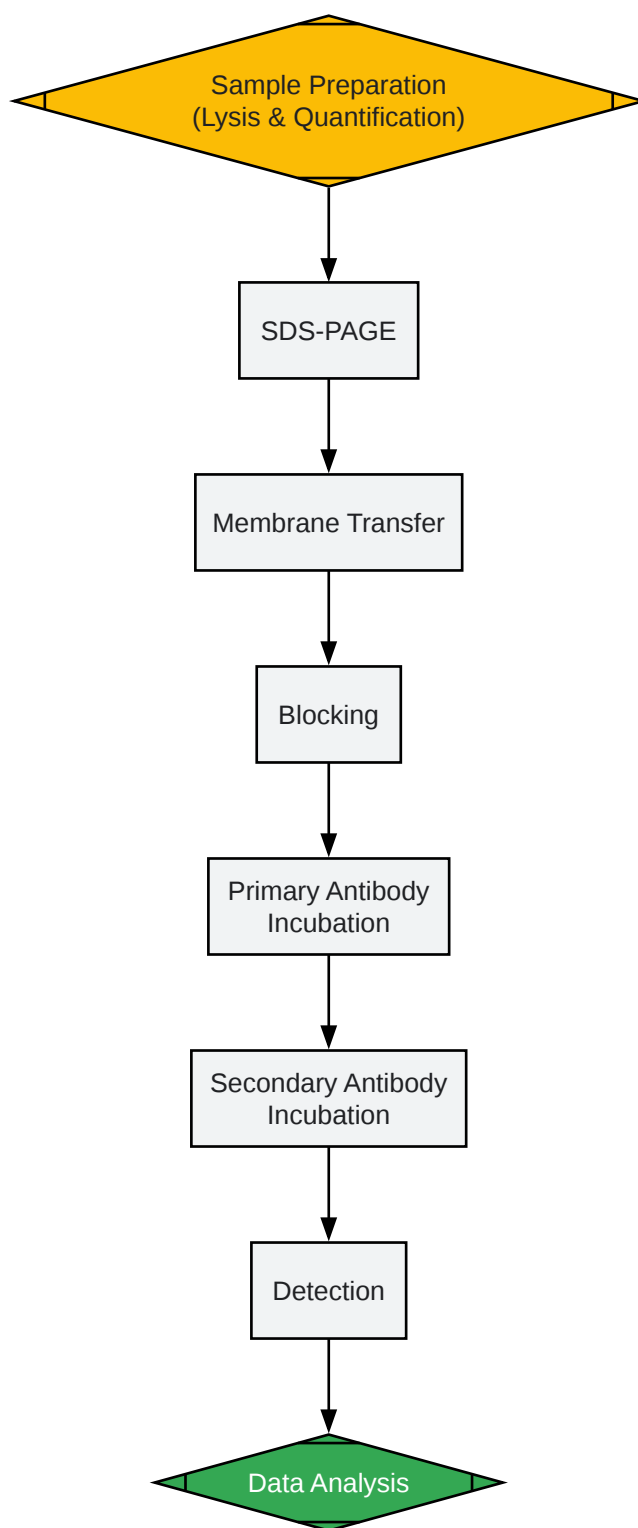 Sample Preparation
(Lysis & Quantification)
SDS-PAGE
Membrane Transfer
Blocking
Primary Antibody
Incubation
Secondary Antibody
Incubation
Detection
Data Analysis